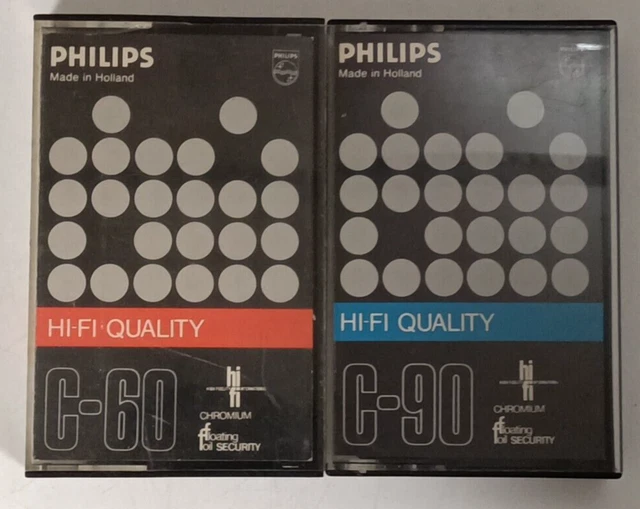 PHILIPS
Made in Holland
HI-FI QUALITY
C-60
hi
fi
CHROMIUM
floating
foil SECURITY
PHILIPS
Made in Holland
HI-FI QUALITY
C-90
hi
fi
CHROMIUM
floating
foil SECURITY